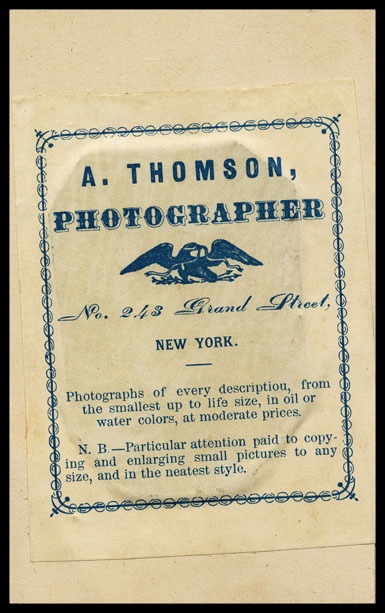 A. THOMSON,
PHOTOGRAPHER
No. 243 Grand Street,
NEW YORK.
Photographs of every descriptiou, from
the smallest up to life size, in oil or
water colors, at moderate prices.
N. B —Particular attention paid to copy-
ing and enlarging small pictures to any
size, and in the neatest style.